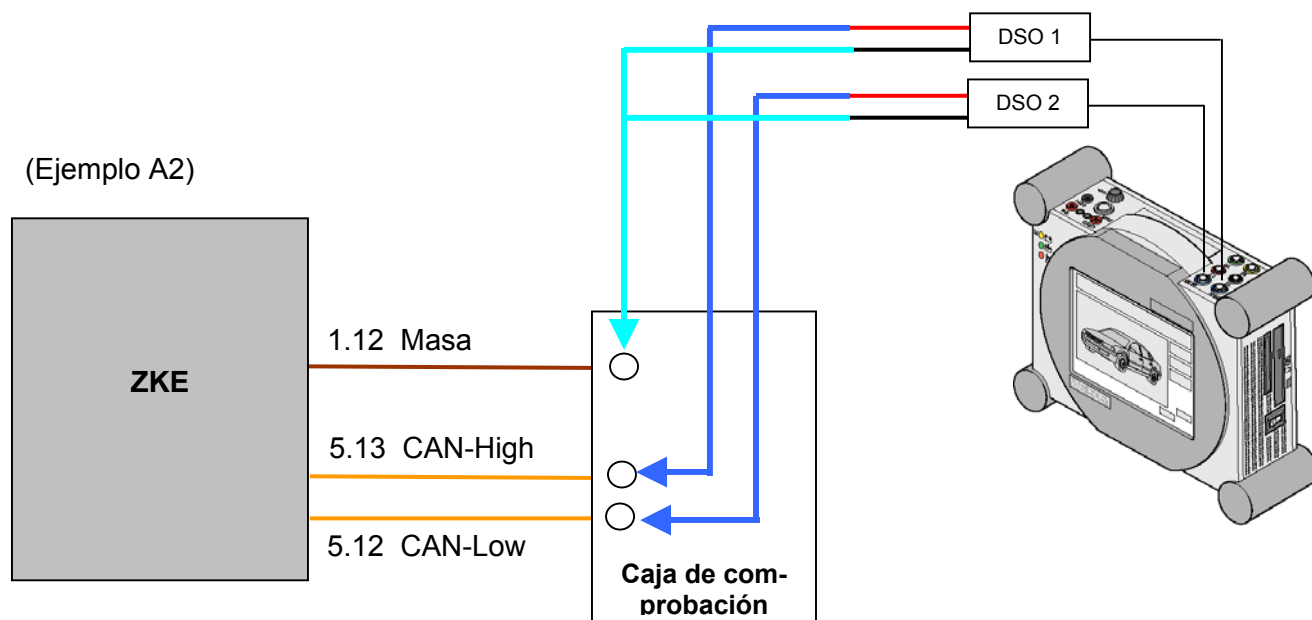 DSO 1
DSO 2
(Ejemplo A2)
ZKE
1.12 Masa
5.13 CAN-High
5.12 CAN-Low
Caja de com-
probación